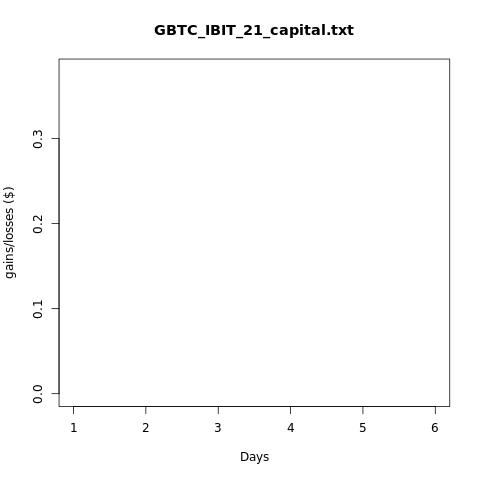 GBTC_IBIT_21_capital.txt
gains/losses ($)
0.3
0.2
0.1
0.0
1 2 3 4 5 6
Days